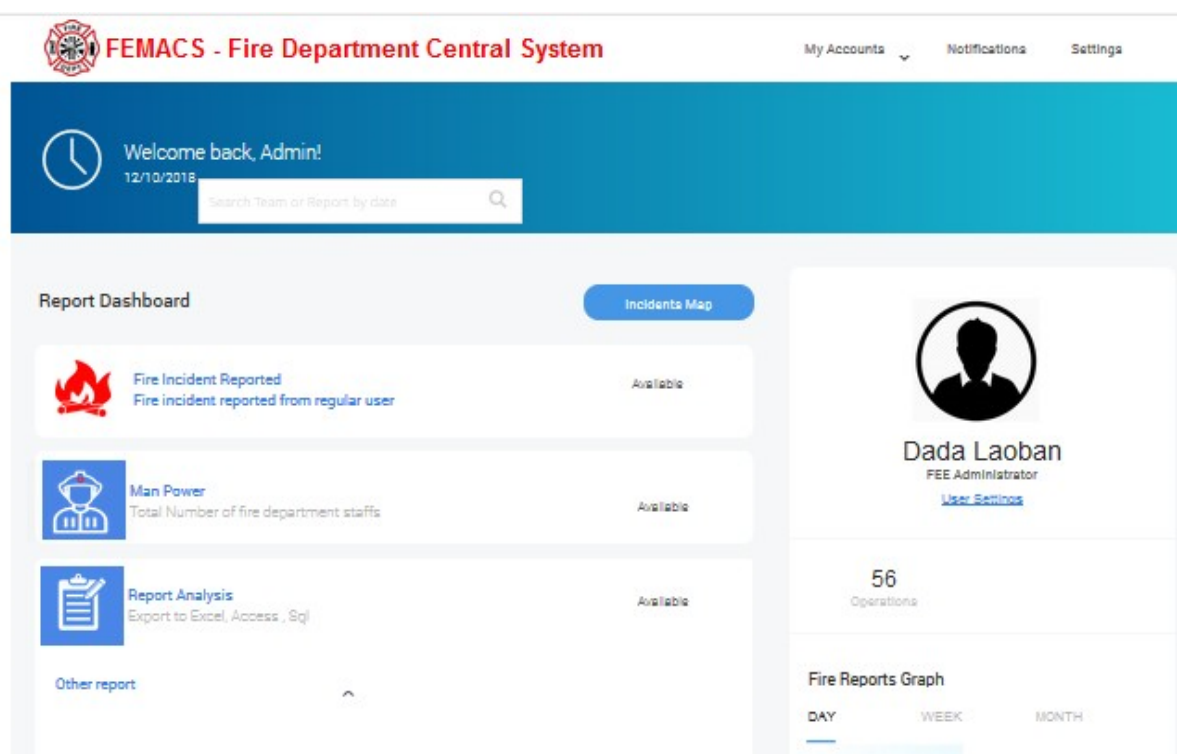 FIRE
DEPT
FEMACS - Fire Department Central System
My Accounts
Notifications
Settings
Welcome back, Admin!
12/10/2018
Search Team or Report by date
Report Dashboard
Incidents Map
Fire Incident Reported
Fire incident reported from regular user
Available
Man Power
Total Number of fire department staffs
Available
Report Analysis
Export to Excel, Access , Sql
Available
Other report
Dada Laoban
FEE Administrator
User Settings
56
Operations
Fire Reports Graph
DAY
WEEK
MONTH